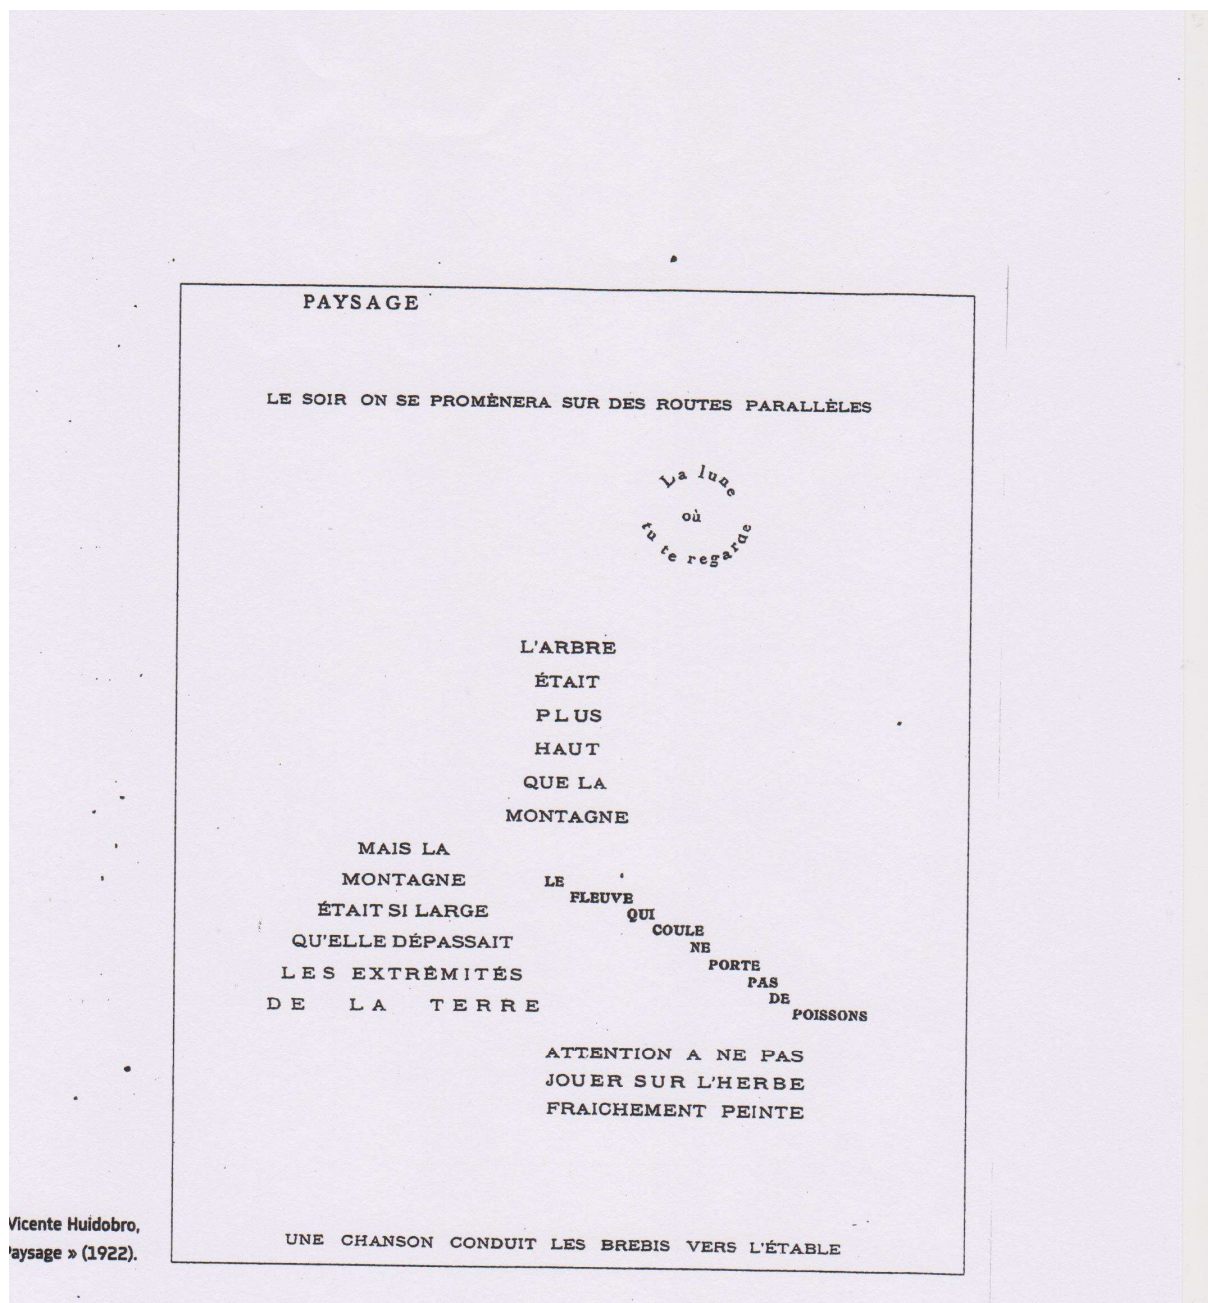 PAYSAGE
LE SOIR ON SE PROMÈNERA SUR DES ROUTES PARALLÈLES
La lune
où
tu te regarde
L'ARBRE
ÉTAIT
PLUS
HAUT
QUE LA
MONTAGNE
MAIS LA
MONTAGNE
ÉTAIT SI LARGE
QU'ELLE DÉPASSAIT
LES EXTRÊMITÉS
DE LA TERRE
LE
FLEUVE
QUI
COULE
NE
PORTE
PAS
DE
POISSONS
ATTENTION A NE PAS
JOUER SUR L'HERBE
FRAICHEMENT PEINTE
UNE CHANSON CONDUIT LES BREBIS VERS L'ÉTABLE
Vicente Huidobro,
Paysage » (1922).